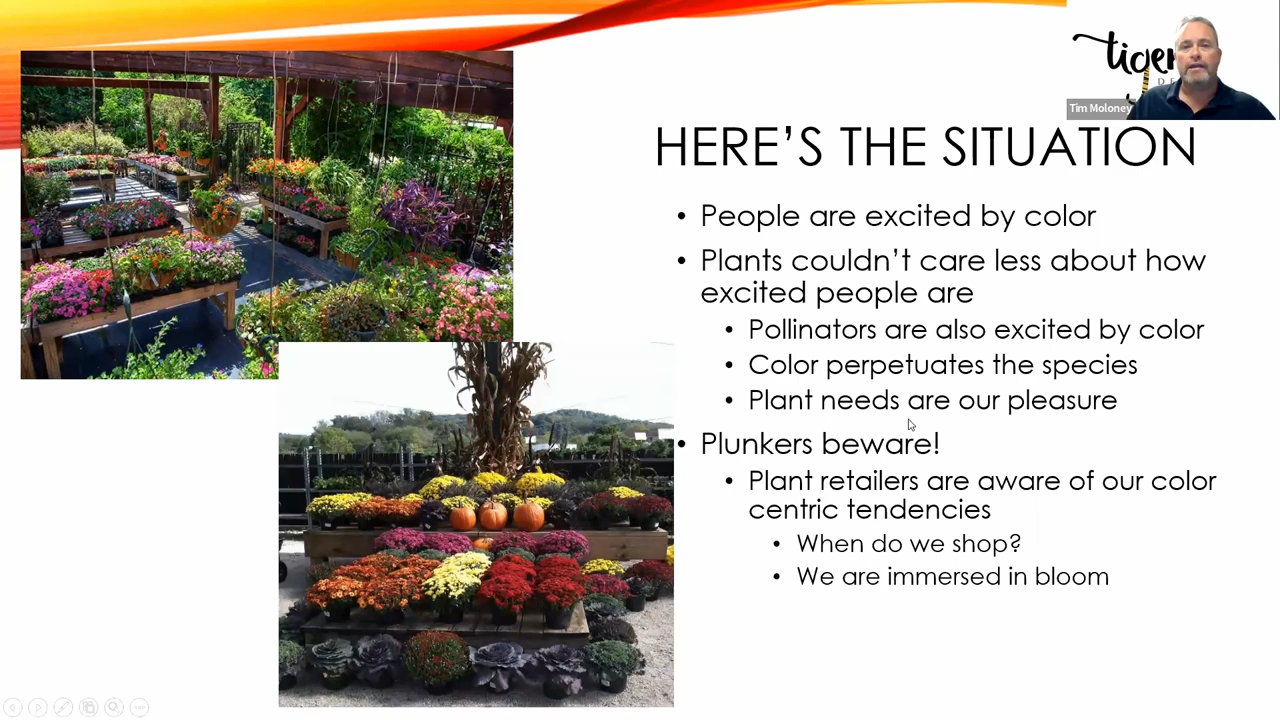 tiger
Tim Moloney
HERE'S THE SITUATION
• People are excited by color
• Plants couldn't care less about how
excited people are
• Pollinators are also excited by color
• Color perpetuates the species
• Plant needs are our pleasure
• Plunkers beware!
• Plant retailers are aware of our color
centric tendencies
• When do we shop?
• We are immersed in bloom